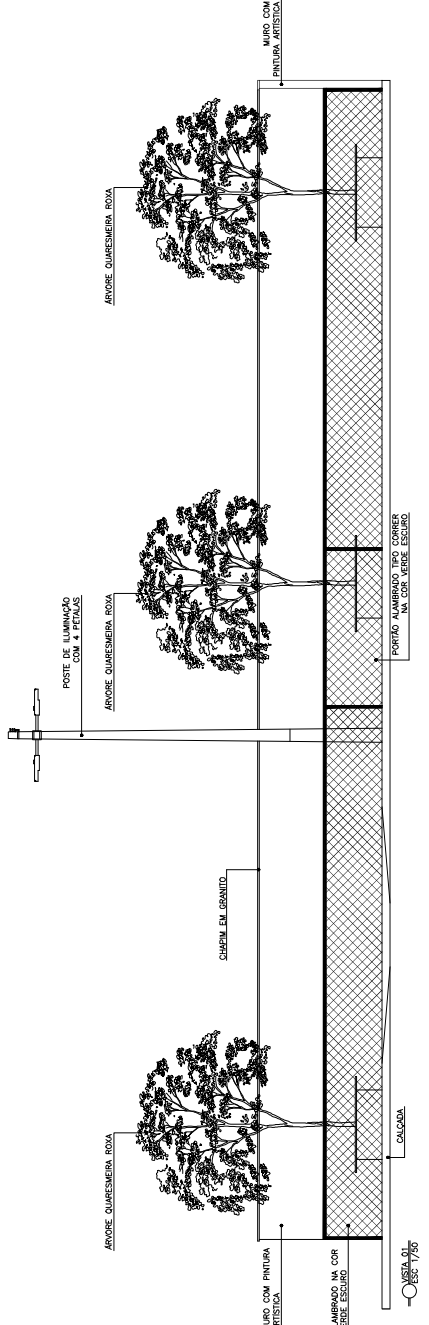 POSTE DE ILUMINAÇÃO
COM 4 PÉTALAS
ÁRVORE QUARESMEIRA ROXA
ÁRVORE QUARESMEIRA ROXA
ÁRVORE QUARESMEIRA ROXA
CHAPIM EM GRANITO
MURO COM
PINTURA ARTÍSTICA
URO COM PINTURA
RTÍSTICA
AMBRADO NA COR
ERDE ESCURO
CALÇADA
PORTÃO ALAMBRADO TIPO CORRER
NA COR VERDE ESCURO
VISTA 01
ESC 1/50